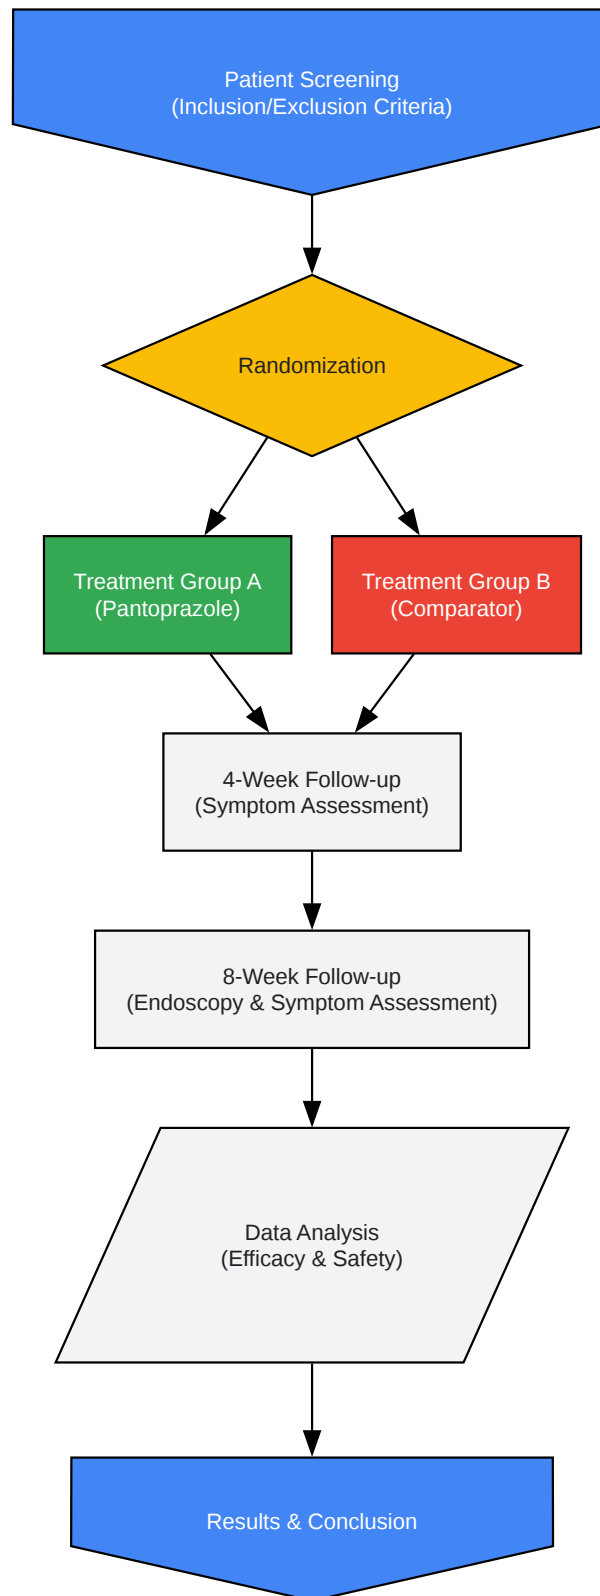 Patient Screening
(Inclusion/Exclusion Criteria)
Randomization
Treatment Group A
(Pantoprazole)
Treatment Group B
(Comparator)
4-Week Follow-up
(Symptom Assessment)
8-Week Follow-up
(Endoscopy & Symptom Assessment)
Data Analysis
(Efficacy & Safety)
Results & Conclusion